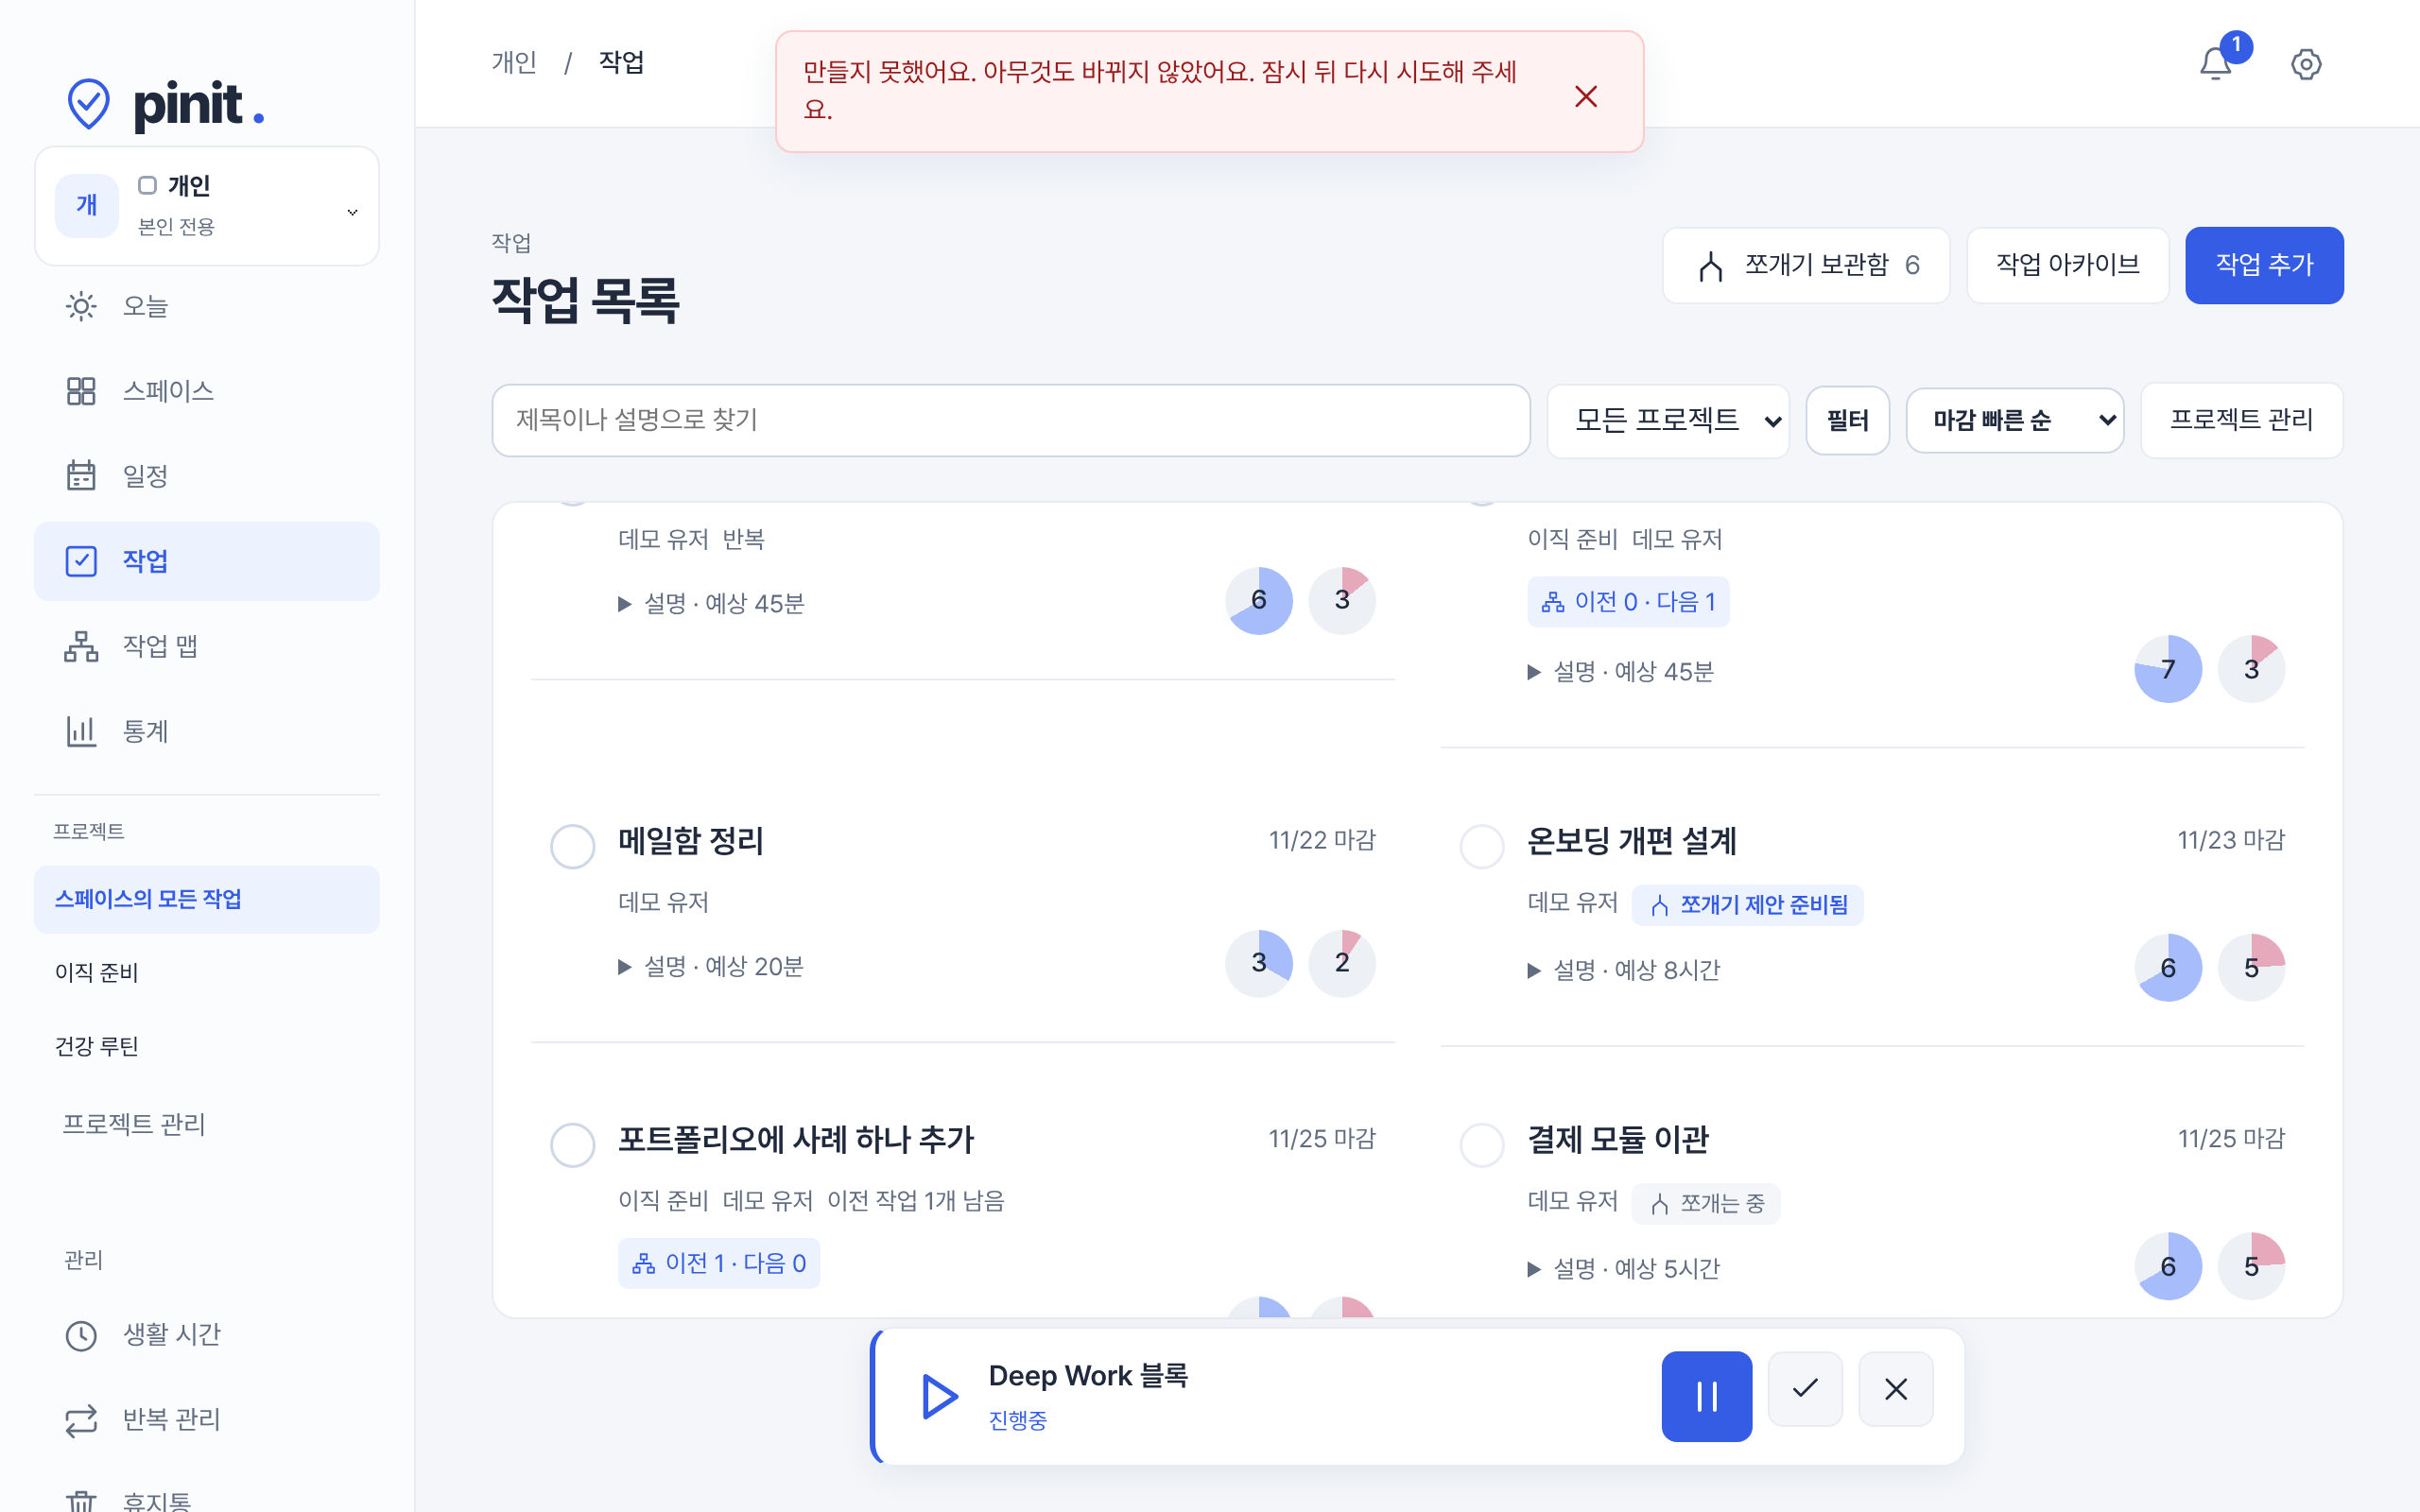 pinit.
개
개인
본인 전용
오늘
스페이스
일정
작업
작업 맵
통계
프로젝트
스페이스의 모든 작업
이직 준비
건강 루틴
프로젝트 관리
관리
생활 시간
반복 관리
휴지통
개인 / 작업
만들지 못했어요. 아무것도 바뀌지 않았어요. 잠시 뒤 다시 시도해 주세
요.
1
작업
작업 목록
쪼개기 보관함 6
작업 아카이브
작업 추가
제목이나 설명으로 찾기
모든 프로젝트
필터
마감 빠른 순
프로젝트 관리
데모 유저 반복
설명 · 예상 45분
6 3
이직 준비 데모 유저
이전 0 · 다음 1
설명 · 예상 45분
7 3
메일함 정리
11/22 마감
데모 유저
설명 · 예상 20분
3 2
온보딩 개편 설계
11/23 마감
데모 유저 쪼개기 제안 준비됨
설명 · 예상 8시간
6 5
포트폴리오에 사례 하나 추가
11/25 마감
이직 준비 데모 유저 이전 작업 1개 남음
이전 1 · 다음 0
결제 모듈 이관
11/25 마감
데모 유저 쪼개는 중
설명 · 예상 5시간
6 5
Deep Work 블록
진행중